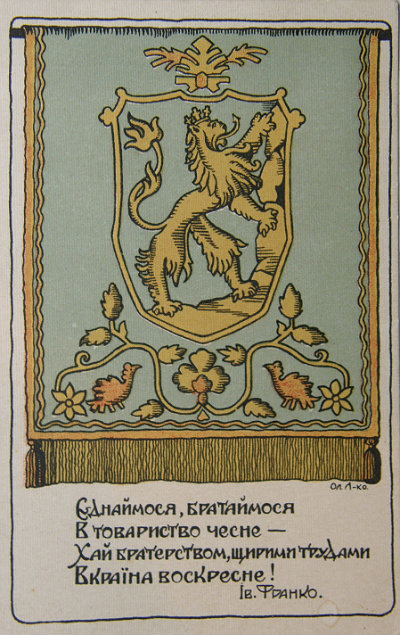 Ол. Л-ко.
Єднаймося, братаймося
В товариство чесне —
Хай братерством, щирими трудами
Вкраїна воскресне!
Ів. Франко.